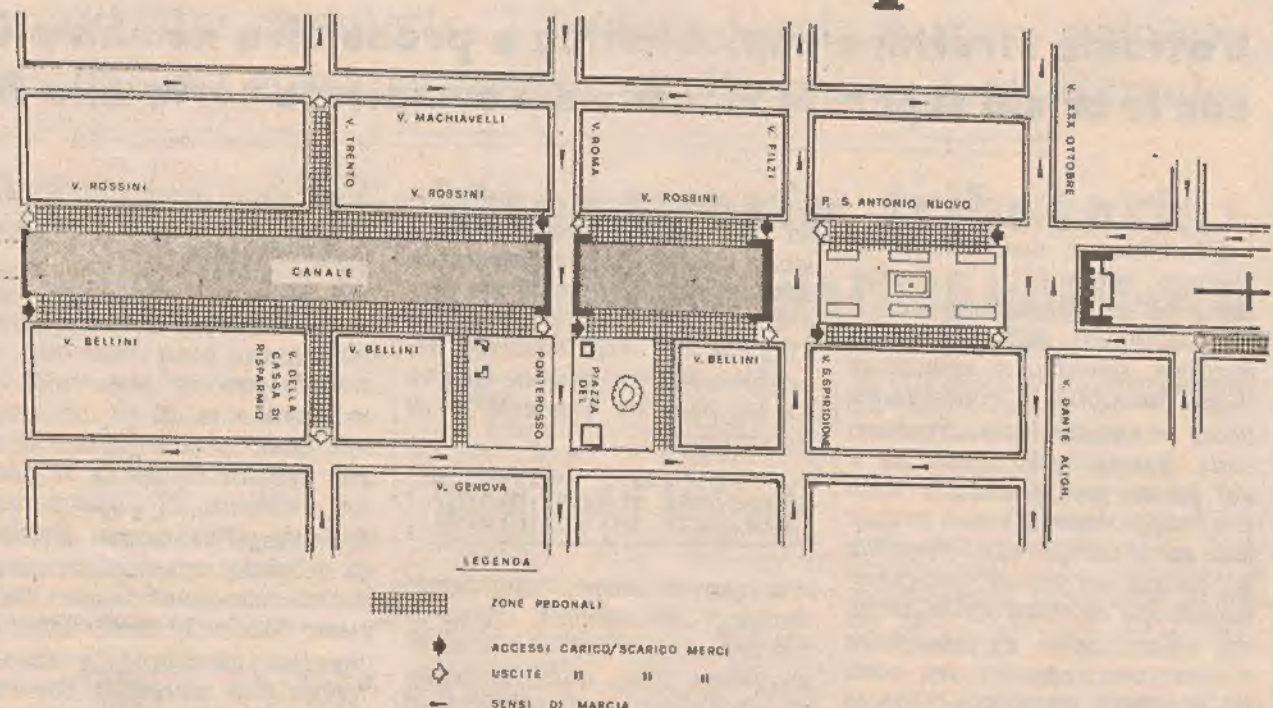 V. MACHIAVELLI
V. TRENTO
V. ROMA
V. FILZI
V. XXX OTTOBRE
V. ROSSINI
V. ROSSINI
V. ROSSINI
P. S. ANTONIO NUOVO
CANALE
V. BELLINI
V. DELLA
CASSA DI
RISPARMIO
V. BELLINI
PONTEROSSO
PIAZZA
DEL
V. BELLINI
V. S. SPIRIDIONE
V. DANTE ALIGH.
V. GENOVA
LEGENDA
ZONE PEDONALI
ACCESSI CARICO/SCARICO MERCI
USCITE " " "
SENSI DI MARCIA